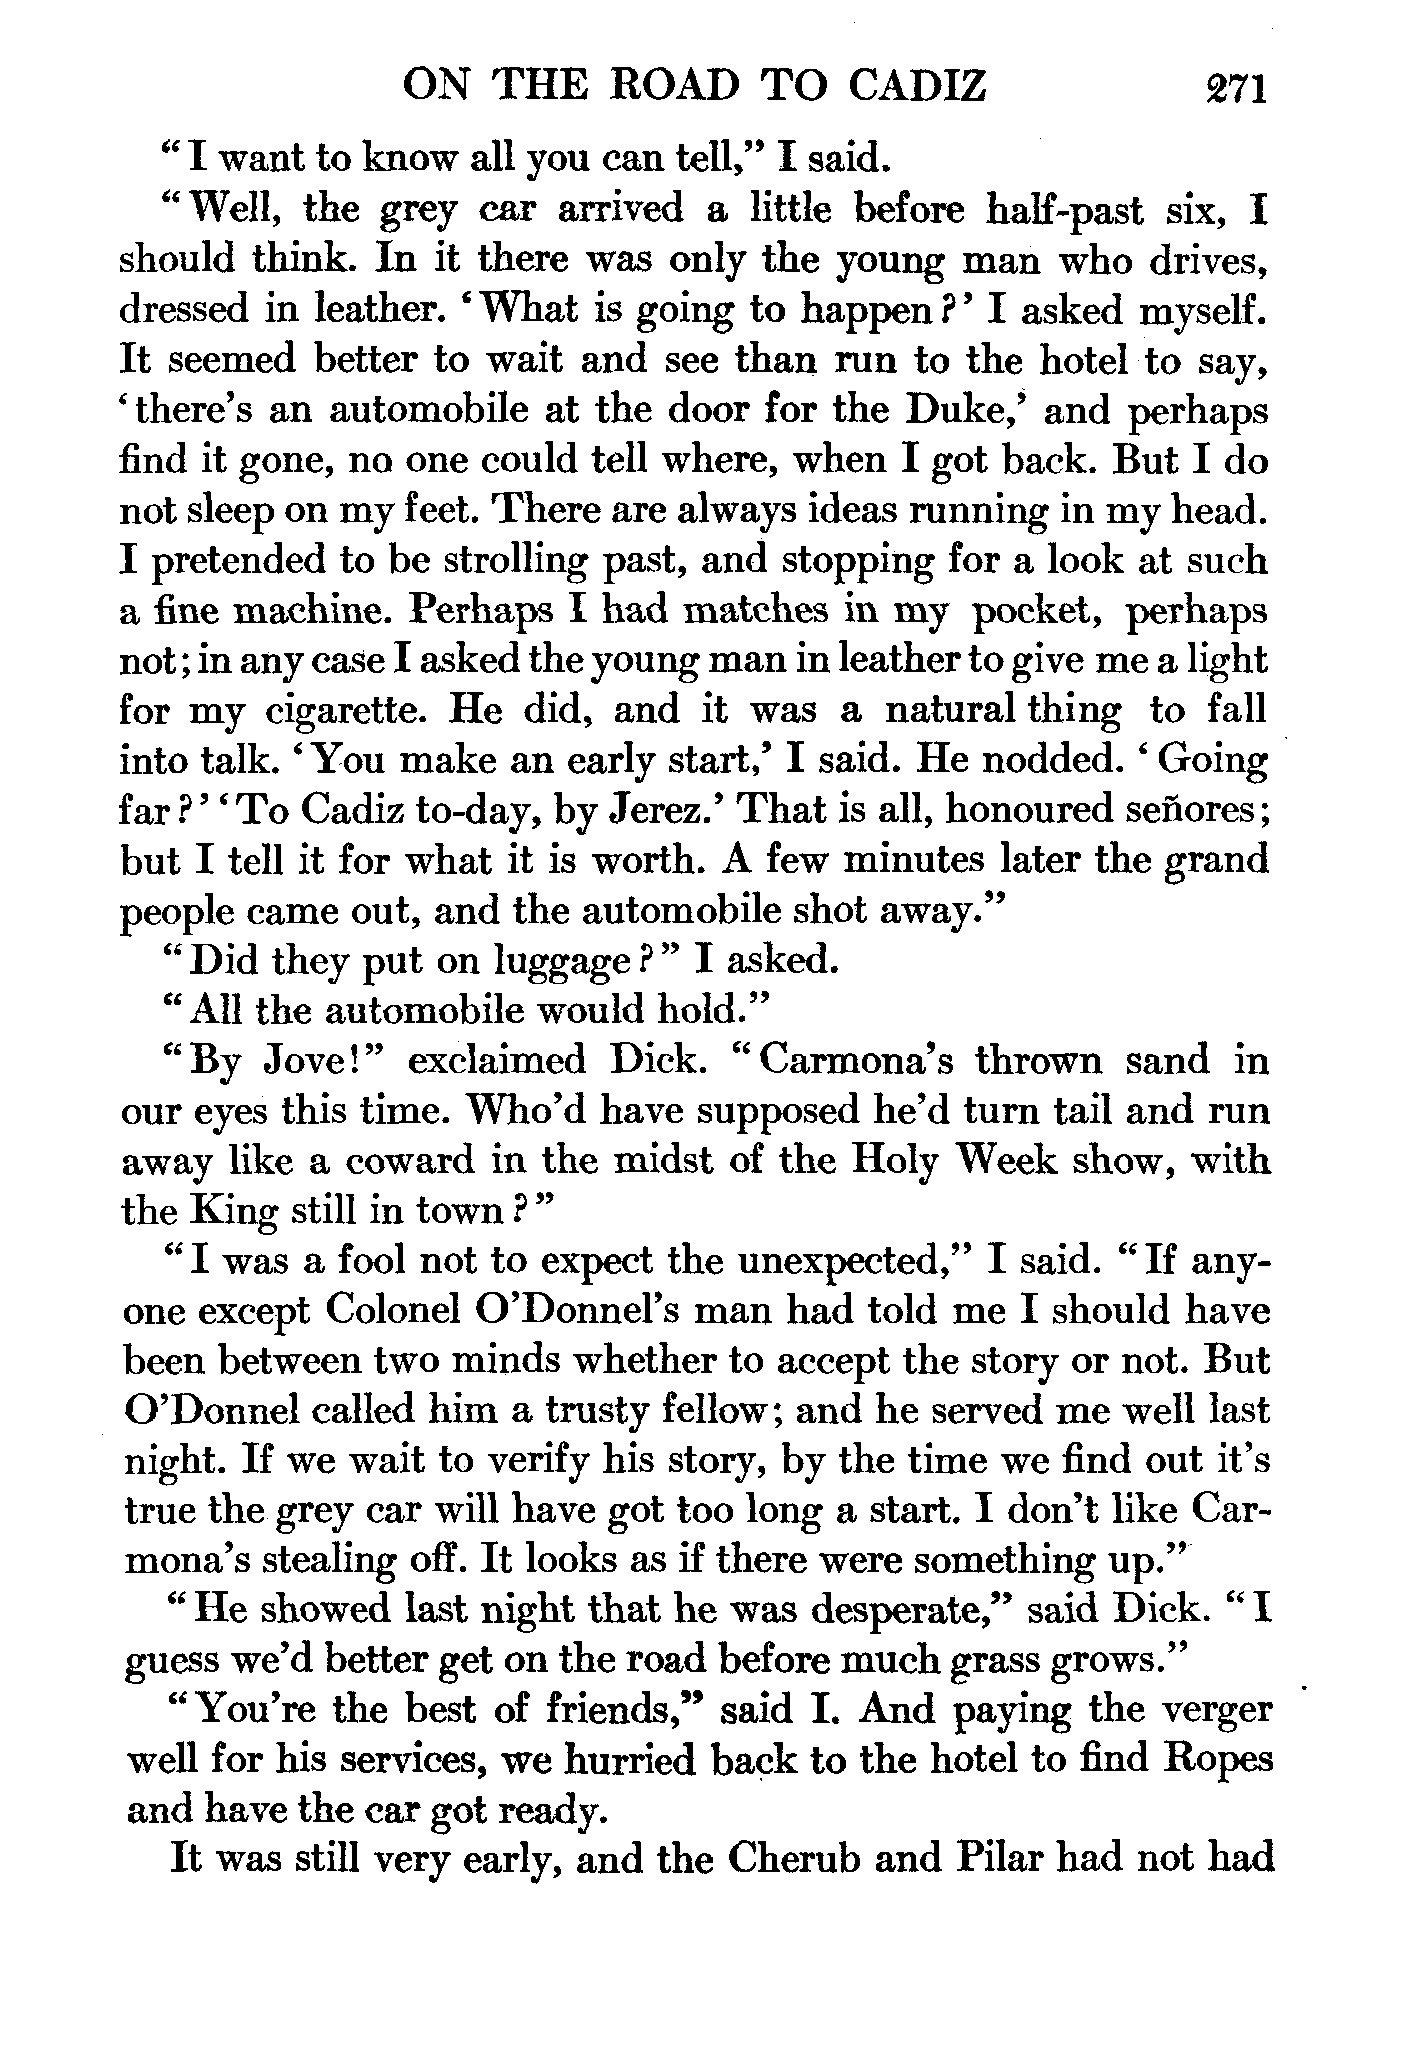 ON THE ROAD TO CADIZ 271
“I want to know all you can tell,” I said.
“Well, the grey car arrived a little before half-past six, I
should think. In it there was only the young man who drives,
dressed in leather. ‘What is going to happen?’ I asked myself.
It seemed better to wait and see than run to the hotel to say,
‘there’s an automobile at the door for the Duke,’ and perhaps
find it gone, no one could tell where, when I got back. But I do
not sleep on my feet. There are always ideas running in my head.
I pretended to be strolling past, and stopping for a look at such
a fine machine. Perhaps I had matches in my pocket, perhaps
not; in any case I asked the young man in leather to give me a light
for my cigarette. He did, and it was a natural thing to fall
into talk. ‘You make an early start,’ I said. He nodded. ‘Going
far?’ ‘To Cadiz to-day, by Jerez.’ That is all, honoured señores;
but I tell it for what it is worth. A few minutes later the grand
people came out, and the automobile shot away.”
“Did they put on luggage?” I asked.
“All the automobile would hold.”
“By Jove!” exclaimed Dick. “Carmona’s thrown sand in
our eyes this time. Who’d have supposed he’d turn tail and run
away like a coward in the midst of the Holy Week show, with
the King still in town?”
“I was a fool not to expect the unexpected,” I said. “If any-
one except Colonel O’Donnel’s man had told me I should have
been between two minds whether to accept the story or not. But
O’Donnel called him a trusty fellow; and he served me well last
night. If we wait to verify his story, by the time we find out it’s
true the grey car will have got too long a start. I don’t like Car-
mona’s stealing off. It looks as if there were something up.”
“He showed last night that he was desperate,” said Dick. “I
guess we’d better get on the road before much grass grows.”
“You’re the best of friends,” said I. And paying the verger
well for his services, we hurried back to the hotel to find Ropes
and have the car got ready.
It was still very early, and the Cherub and Pilar had not had